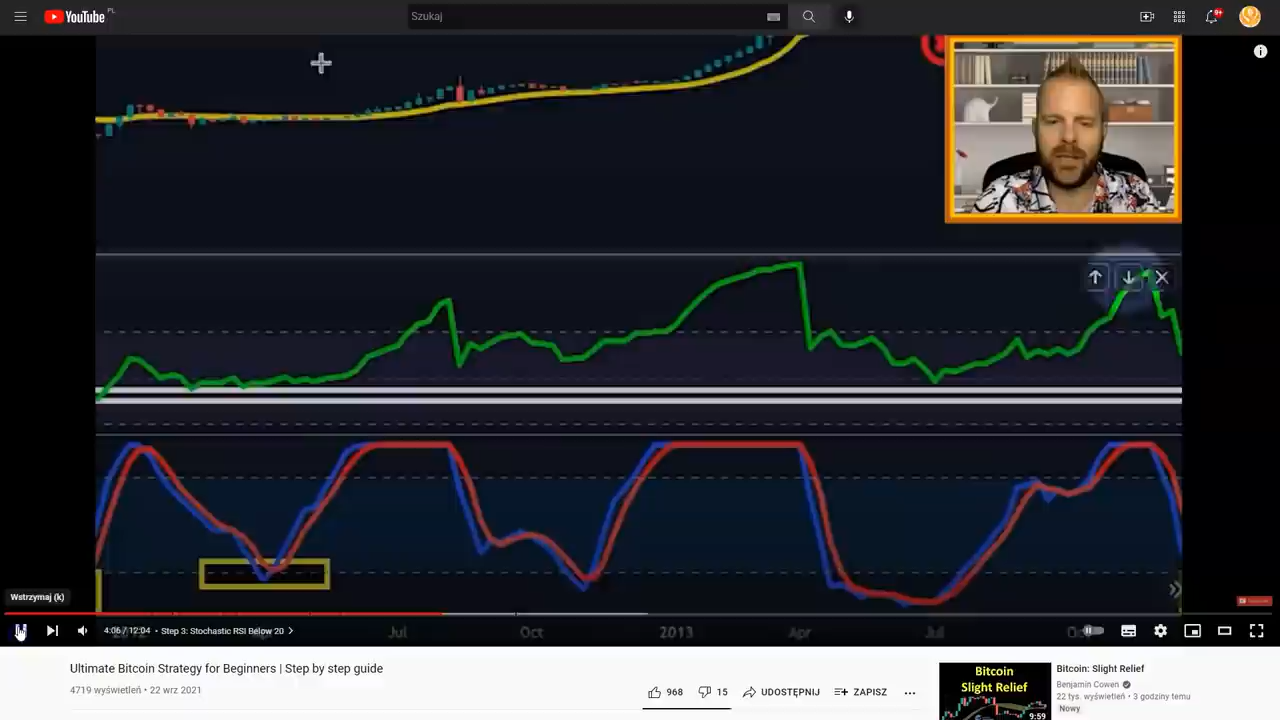 YouTube PL
Szukaj
9+
Wstrzymaj (k)
4:06 / 12:04 • Step 3: Stochastic RSI Below 20
Jul
Oct
2013
Apr
Jul
Ultimate Bitcoin Strategy for Beginners | Step by step guide
4719 wyświetleń • 22 wrz 2021
968
15
UDOSTĘPNIJ
ZAPISZ
Bitcoin
Slight Relief
9:59
Bitcoin: Slight Relief
Benjamin Cowen
22 tys. wyświetleń • 3 godziny temu
Nowy